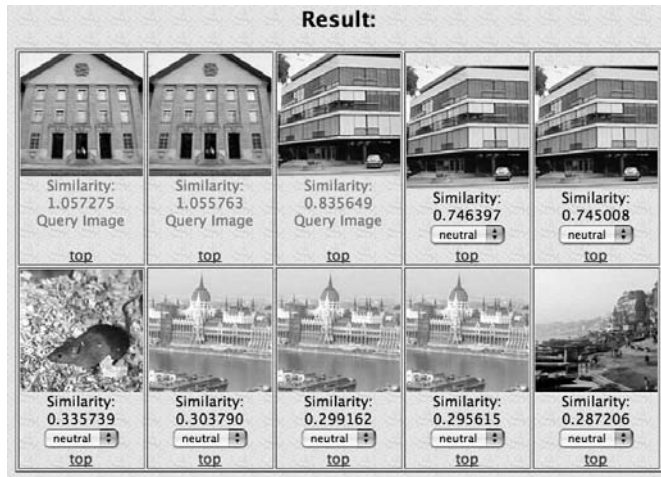 Result:
Similarity:
1.057275
Query Image
top
Similarity:
1.055763
Query Image
top
Similarity:
0.835649
Query Image
top
Similarity:
0.746397
neutral
top
Similarity:
0.745008
neutral
top
Similarity:
0.335739
neutral
top
Similarity:
0.303790
neutral
top
Similarity:
0.299162
neutral
top
Similarity:
0.295615
neutral
top
Similarity:
0.287206
neutral
top